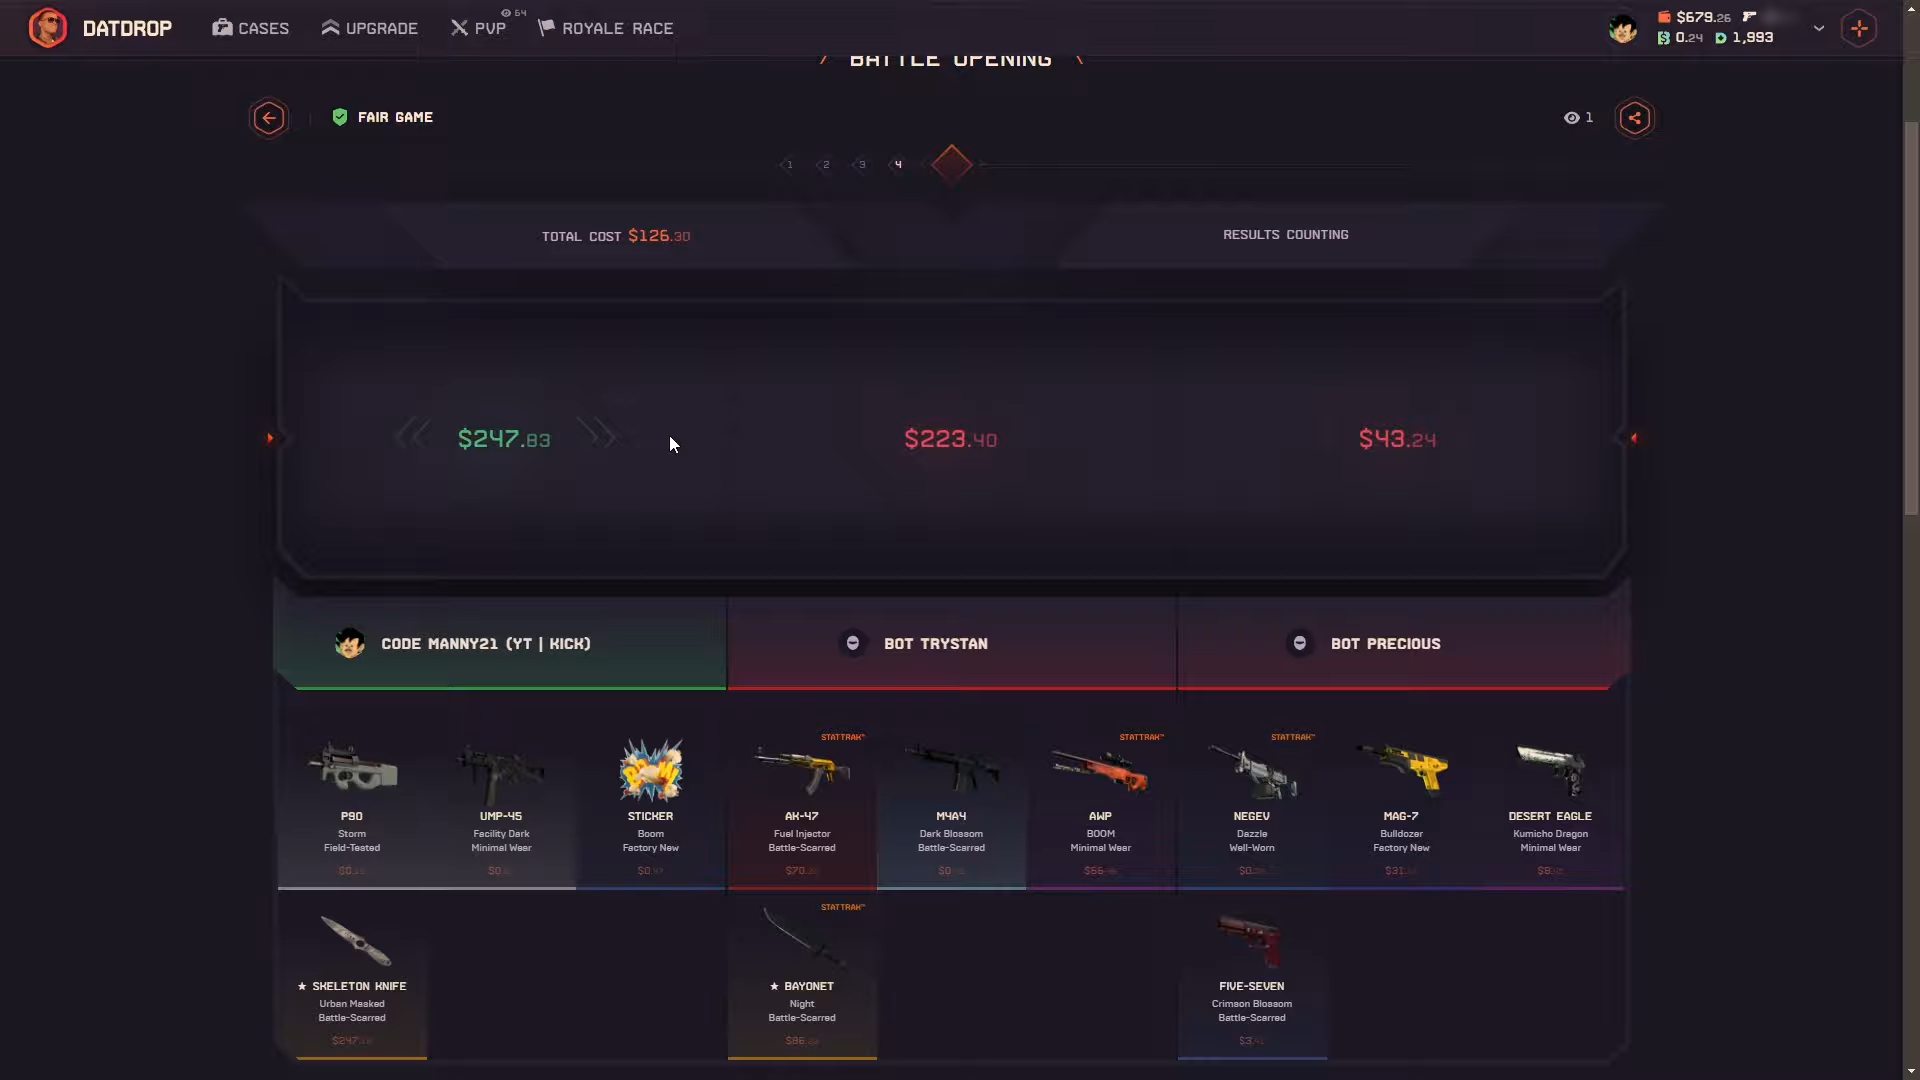 DATDROP
CASES
UPGRADE
PVP
64
ROYALE RACE
$679.26
0.24
1,993
BATTLE OPENING
FAIR GAME
1
1 2 3 4
TOTAL COST $126.30
RESULTS COUNTING
$247.83
$223.40
$43.24
CODE MANNY21 (YT | KICK)
BOT TRYSTAN
BOT PRECIOUS
P90
Storm
Field-Tested
UMP-45
Facility Dark
Minimal Wear
STICKER
Boom
Factory New
STATTRAK™
AK-47
Fuel Injector
Battle-Scarred
M4A4
Dark Blossom
Battle-Scarred
STATTRAK™
AWP
BOOM
Minimal Wear
STATTRAK™
NEGEV
Dazzle
Well-Worn
MAG-7
Bulldozer
Factory New
DESERT EAGLE
Kumicho Dragon
Minimal Wear
★ SKELETON KNIFE
Urban Masked
Battle-Scarred
STATTRAK™
★ BAYONET
Night
Battle-Scarred
FIVE-SEVEN
Crimson Blossom
Battle-Scarred